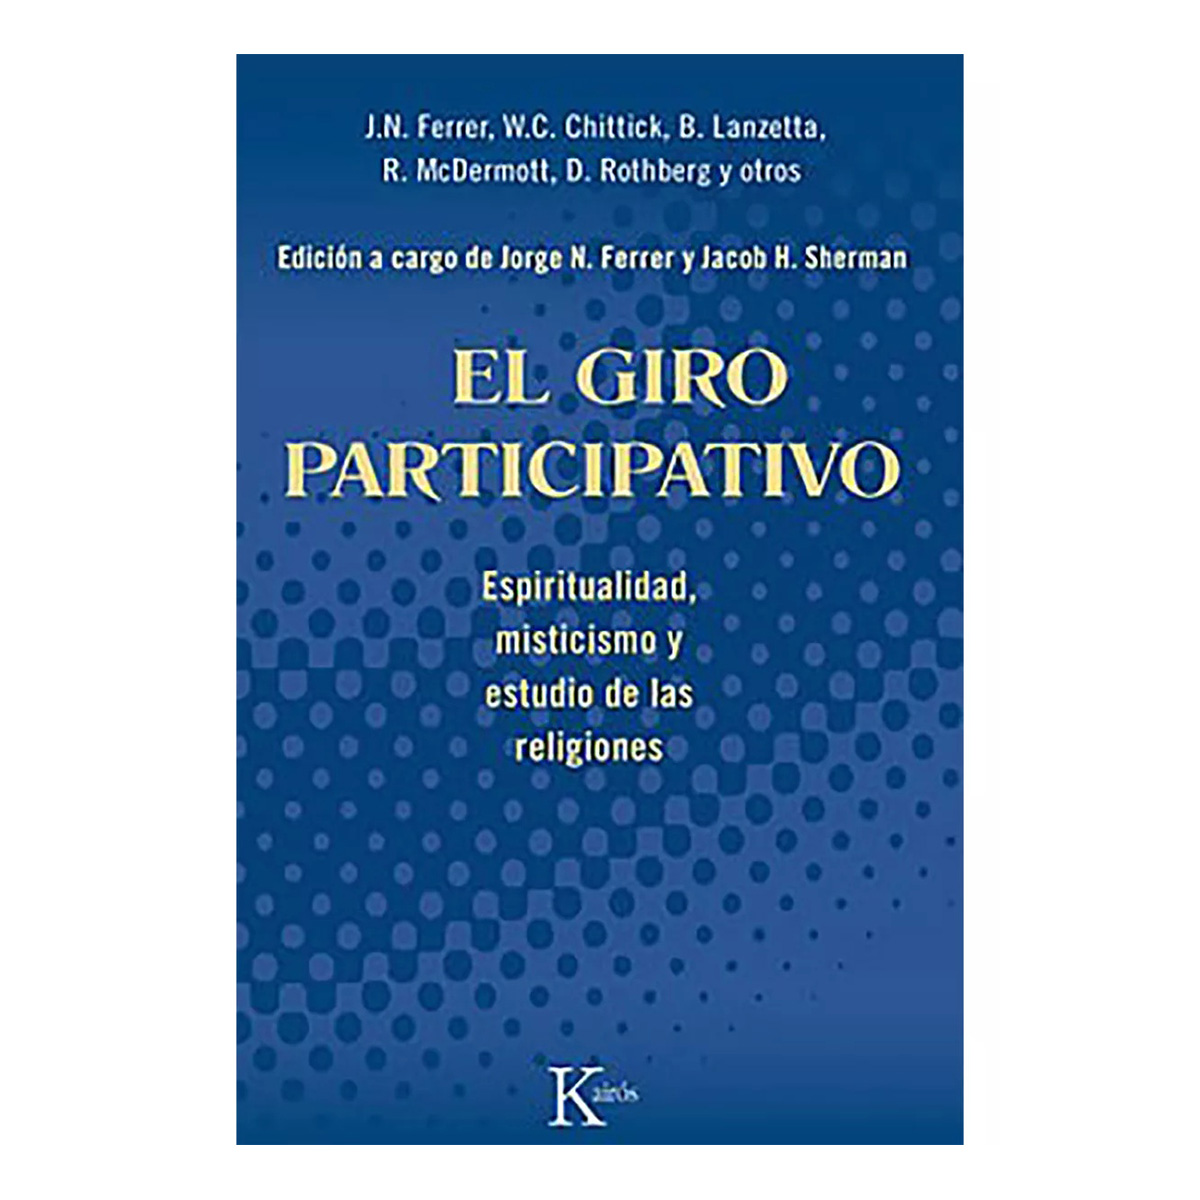 J.N. Ferrer, W.C. Chittick, B. Lanzetta,
R. McDermott, D. Rothberg y otros
Edición a cargo de Jorge N. Ferrer y Jacob H. Sherman
EL GIRO
PARTICIPATIVO
Espiritualidad,
misticismo y
estudio de las
religiones
Kairós